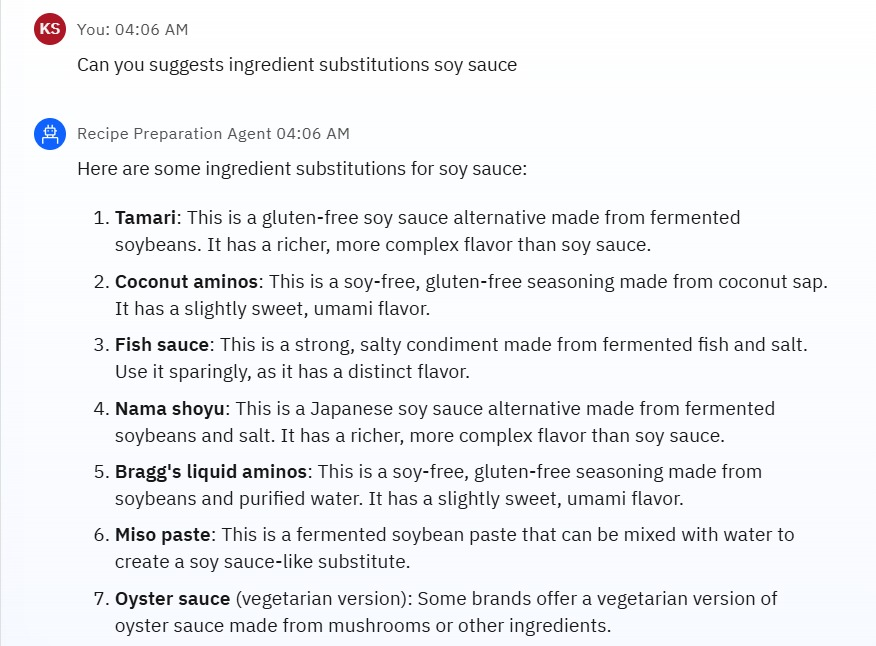 KS You: 04:06 AM
Can you suggests ingredient substitutions soy sauce
Recipe Preparation Agent 04:06 AM
Here are some ingredient substitutions for soy sauce:
1. Tamari: This is a gluten-free soy sauce alternative made from fermented
soybeans. It has a richer, more complex flavor than soy sauce.
2. Coconut aminos: This is a soy-free, gluten-free seasoning made from coconut sap.
It has a slightly sweet, umami flavor.
3. Fish sauce: This is a strong, salty condiment made from fermented fish and salt.
Use it sparingly, as it has a distinct flavor.
4. Nama shoyu: This is a Japanese soy sauce alternative made from fermented
soybeans and salt. It has a richer, more complex flavor than soy sauce.
5. Bragg's liquid aminos: This is a soy-free, gluten-free seasoning made from
soybeans and purified water. It has a slightly sweet, umami flavor.
6. Miso paste: This is a fermented soybean paste that can be mixed with water to
create a soy sauce-like substitute.
7. Oyster sauce (vegetarian version): Some brands offer a vegetarian version of
oyster sauce made from mushrooms or other ingredients.